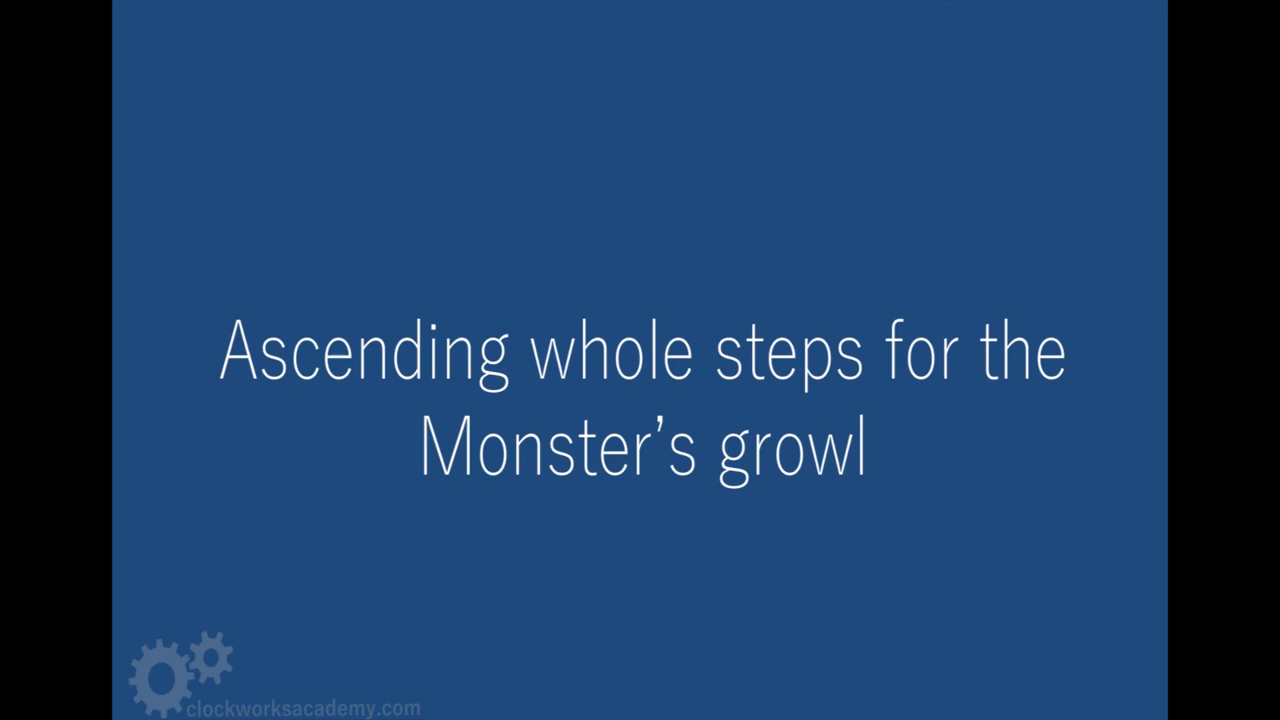 Ascending whole steps for the
Monster’s growl
clockworksacademy.com